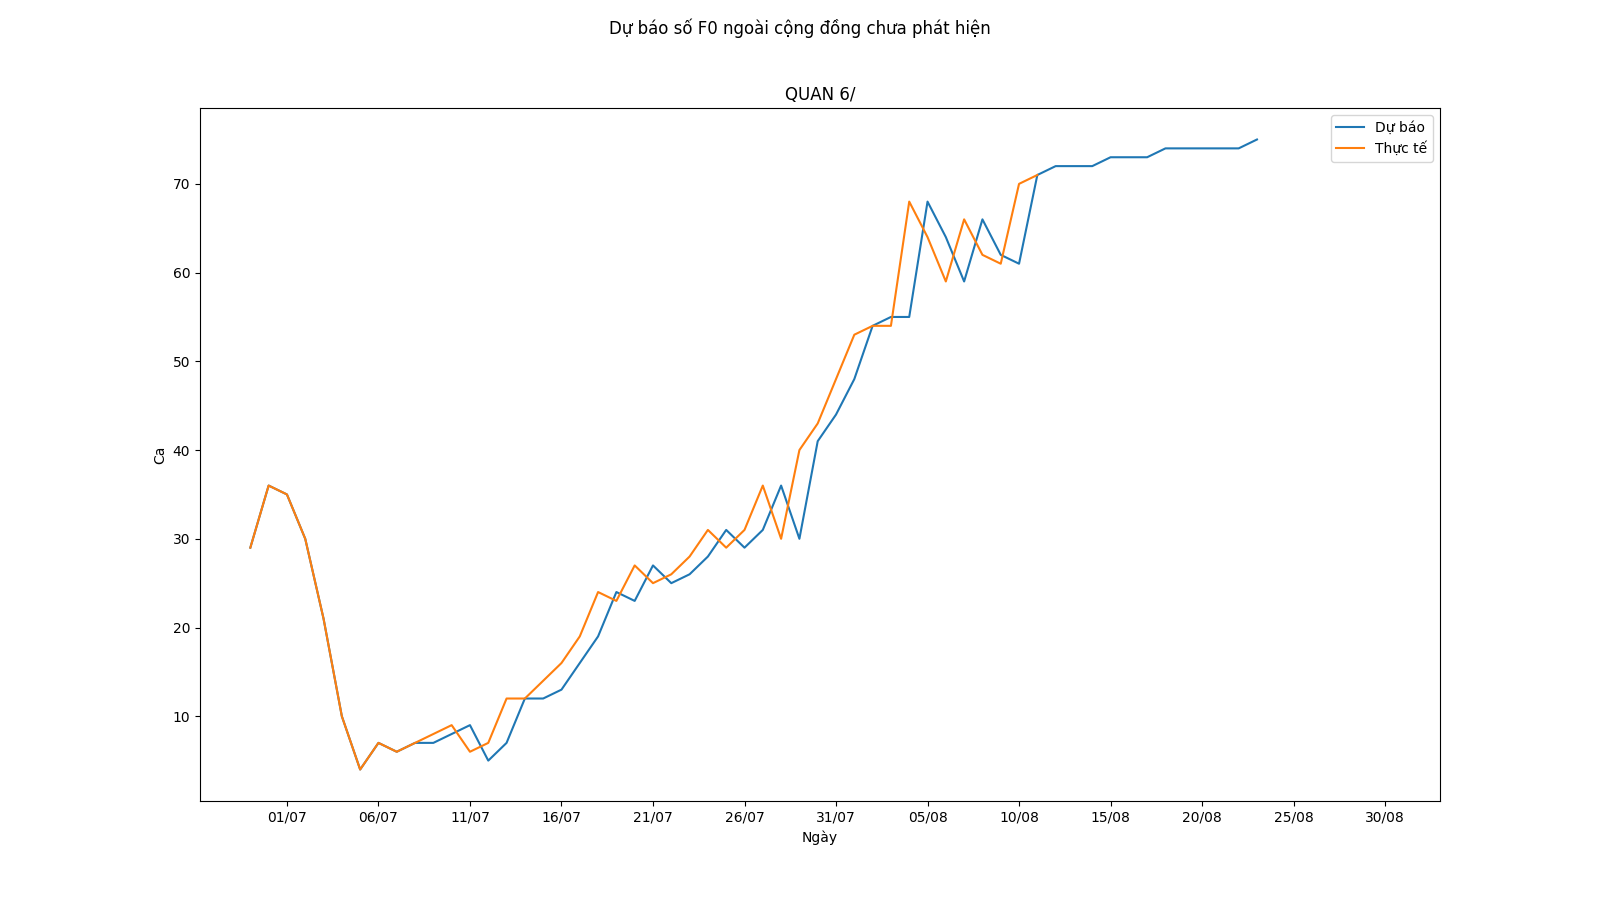 Dự báo số F0 ngoài cộng đồng chưa phát hiện
QUAN 6/
Dự báo
Thực tế
70
60
50
40
30
20
10
Ca
01/07 06/07 11/07 16/07 21/07 26/07 31/07 05/08 10/08 15/08 20/08 25/08 30/08
Ngày